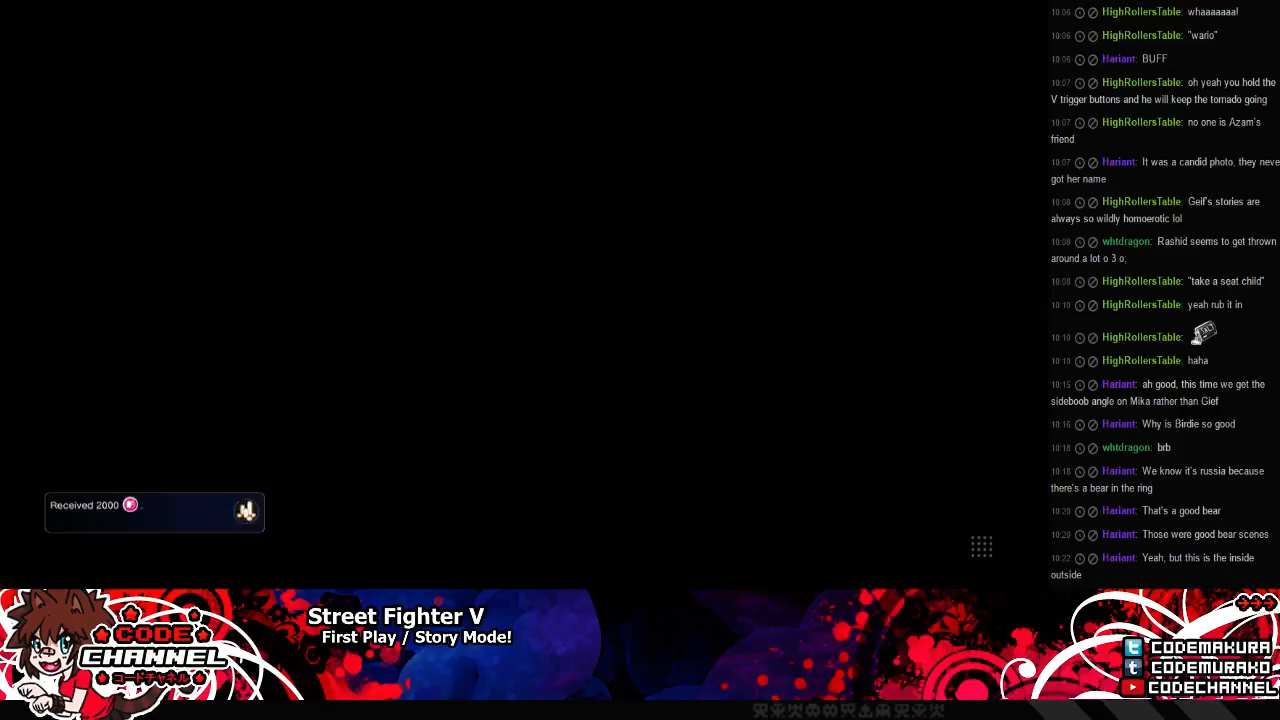 10:06 HighRollersTable: whaaaaaaa!
10:06 HighRollersTable: "wario"
10:06 Hariant: BUFF
10:07 HighRollersTable: oh yeah you hold the
V trigger buttons and he will keep the tornado going
10:07 HighRollersTable: no one is Azam's
friend
10:07 Hariant: It was a candid photo, they neve
got her name
10:08 HighRollersTable: Geif's stories are
always so wildly homoerotic lol
10:08 whtdragon: Rashid seems to get thrown
around a lot o 3 o;
10:08 HighRollersTable: "take a seat child"
10:10 HighRollersTable: yeah rub it in
10:10 HighRollersTable: SALT
10:10 HighRollersTable: haha
10:15 Hariant: ah good, this time we get the
sideboob angle on Mika rather than Gief
10:16 Hariant: Why is Birdie so good
10:18 whtdragon: brb
10:18 Hariant: We know it's russia because
there's a bear in the ring
10:20 Hariant: That's a good bear
10:20 Hariant: Those were good bear scenes
10:22 Hariant: Yeah, but this is the inside
outside
Received 2000 .
Street Fighter V
First Play / Story Mode!
CODE
CHANNEL
コードチャンネル
CODEMAKURA
CODEMURAKO
CODECHANNEL